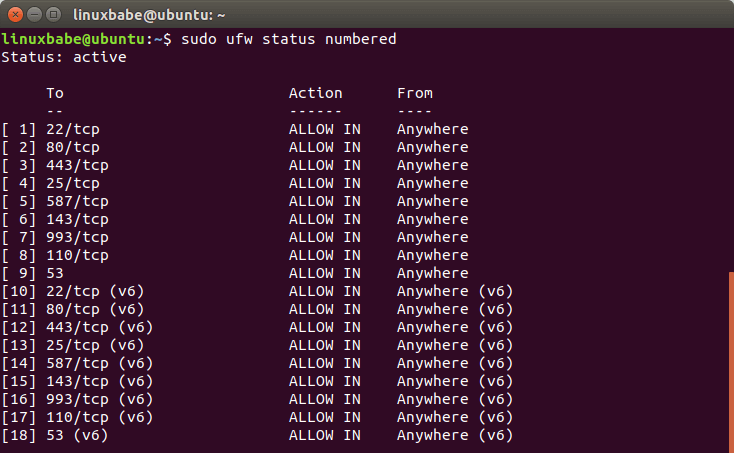 linuxbabe@ubuntu: ~
linuxbabe@ubuntu:~$ sudo ufw status numbered
Status: active
To Action From
-- ------ ----
[ 1] 22/tcp ALLOW IN Anywhere
[ 2] 80/tcp ALLOW IN Anywhere
[ 3] 443/tcp ALLOW IN Anywhere
[ 4] 25/tcp ALLOW IN Anywhere
[ 5] 587/tcp ALLOW IN Anywhere
[ 6] 143/tcp ALLOW IN Anywhere
[ 7] 993/tcp ALLOW IN Anywhere
[ 8] 110/tcp ALLOW IN Anywhere
[ 9] 53 ALLOW IN Anywhere
[10] 22/tcp (v6) ALLOW IN Anywhere (v6)
[11] 80/tcp (v6) ALLOW IN Anywhere (v6)
[12] 443/tcp (v6) ALLOW IN Anywhere (v6)
[13] 25/tcp (v6) ALLOW IN Anywhere (v6)
[14] 587/tcp (v6) ALLOW IN Anywhere (v6)
[15] 143/tcp (v6) ALLOW IN Anywhere (v6)
[16] 993/tcp (v6) ALLOW IN Anywhere (v6)
[17] 110/tcp (v6) ALLOW IN Anywhere (v6)
[18] 53 (v6) ALLOW IN Anywhere (v6)